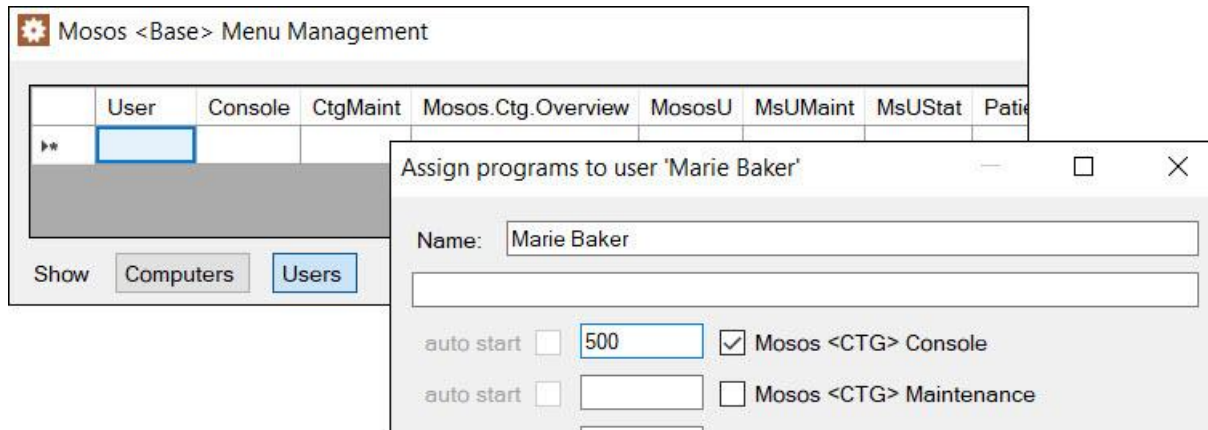 Mosos <Base> Menu Management
User Console CtgMaint Mosos.Ctg.Overview MososU MsUMaint MsUStat
Show Computers Users
Assign programs to user 'Marie Baker'
Name: Marie Baker
auto start 500 Mosos <CTG> Console
auto start Mosos <CTG> Maintenance